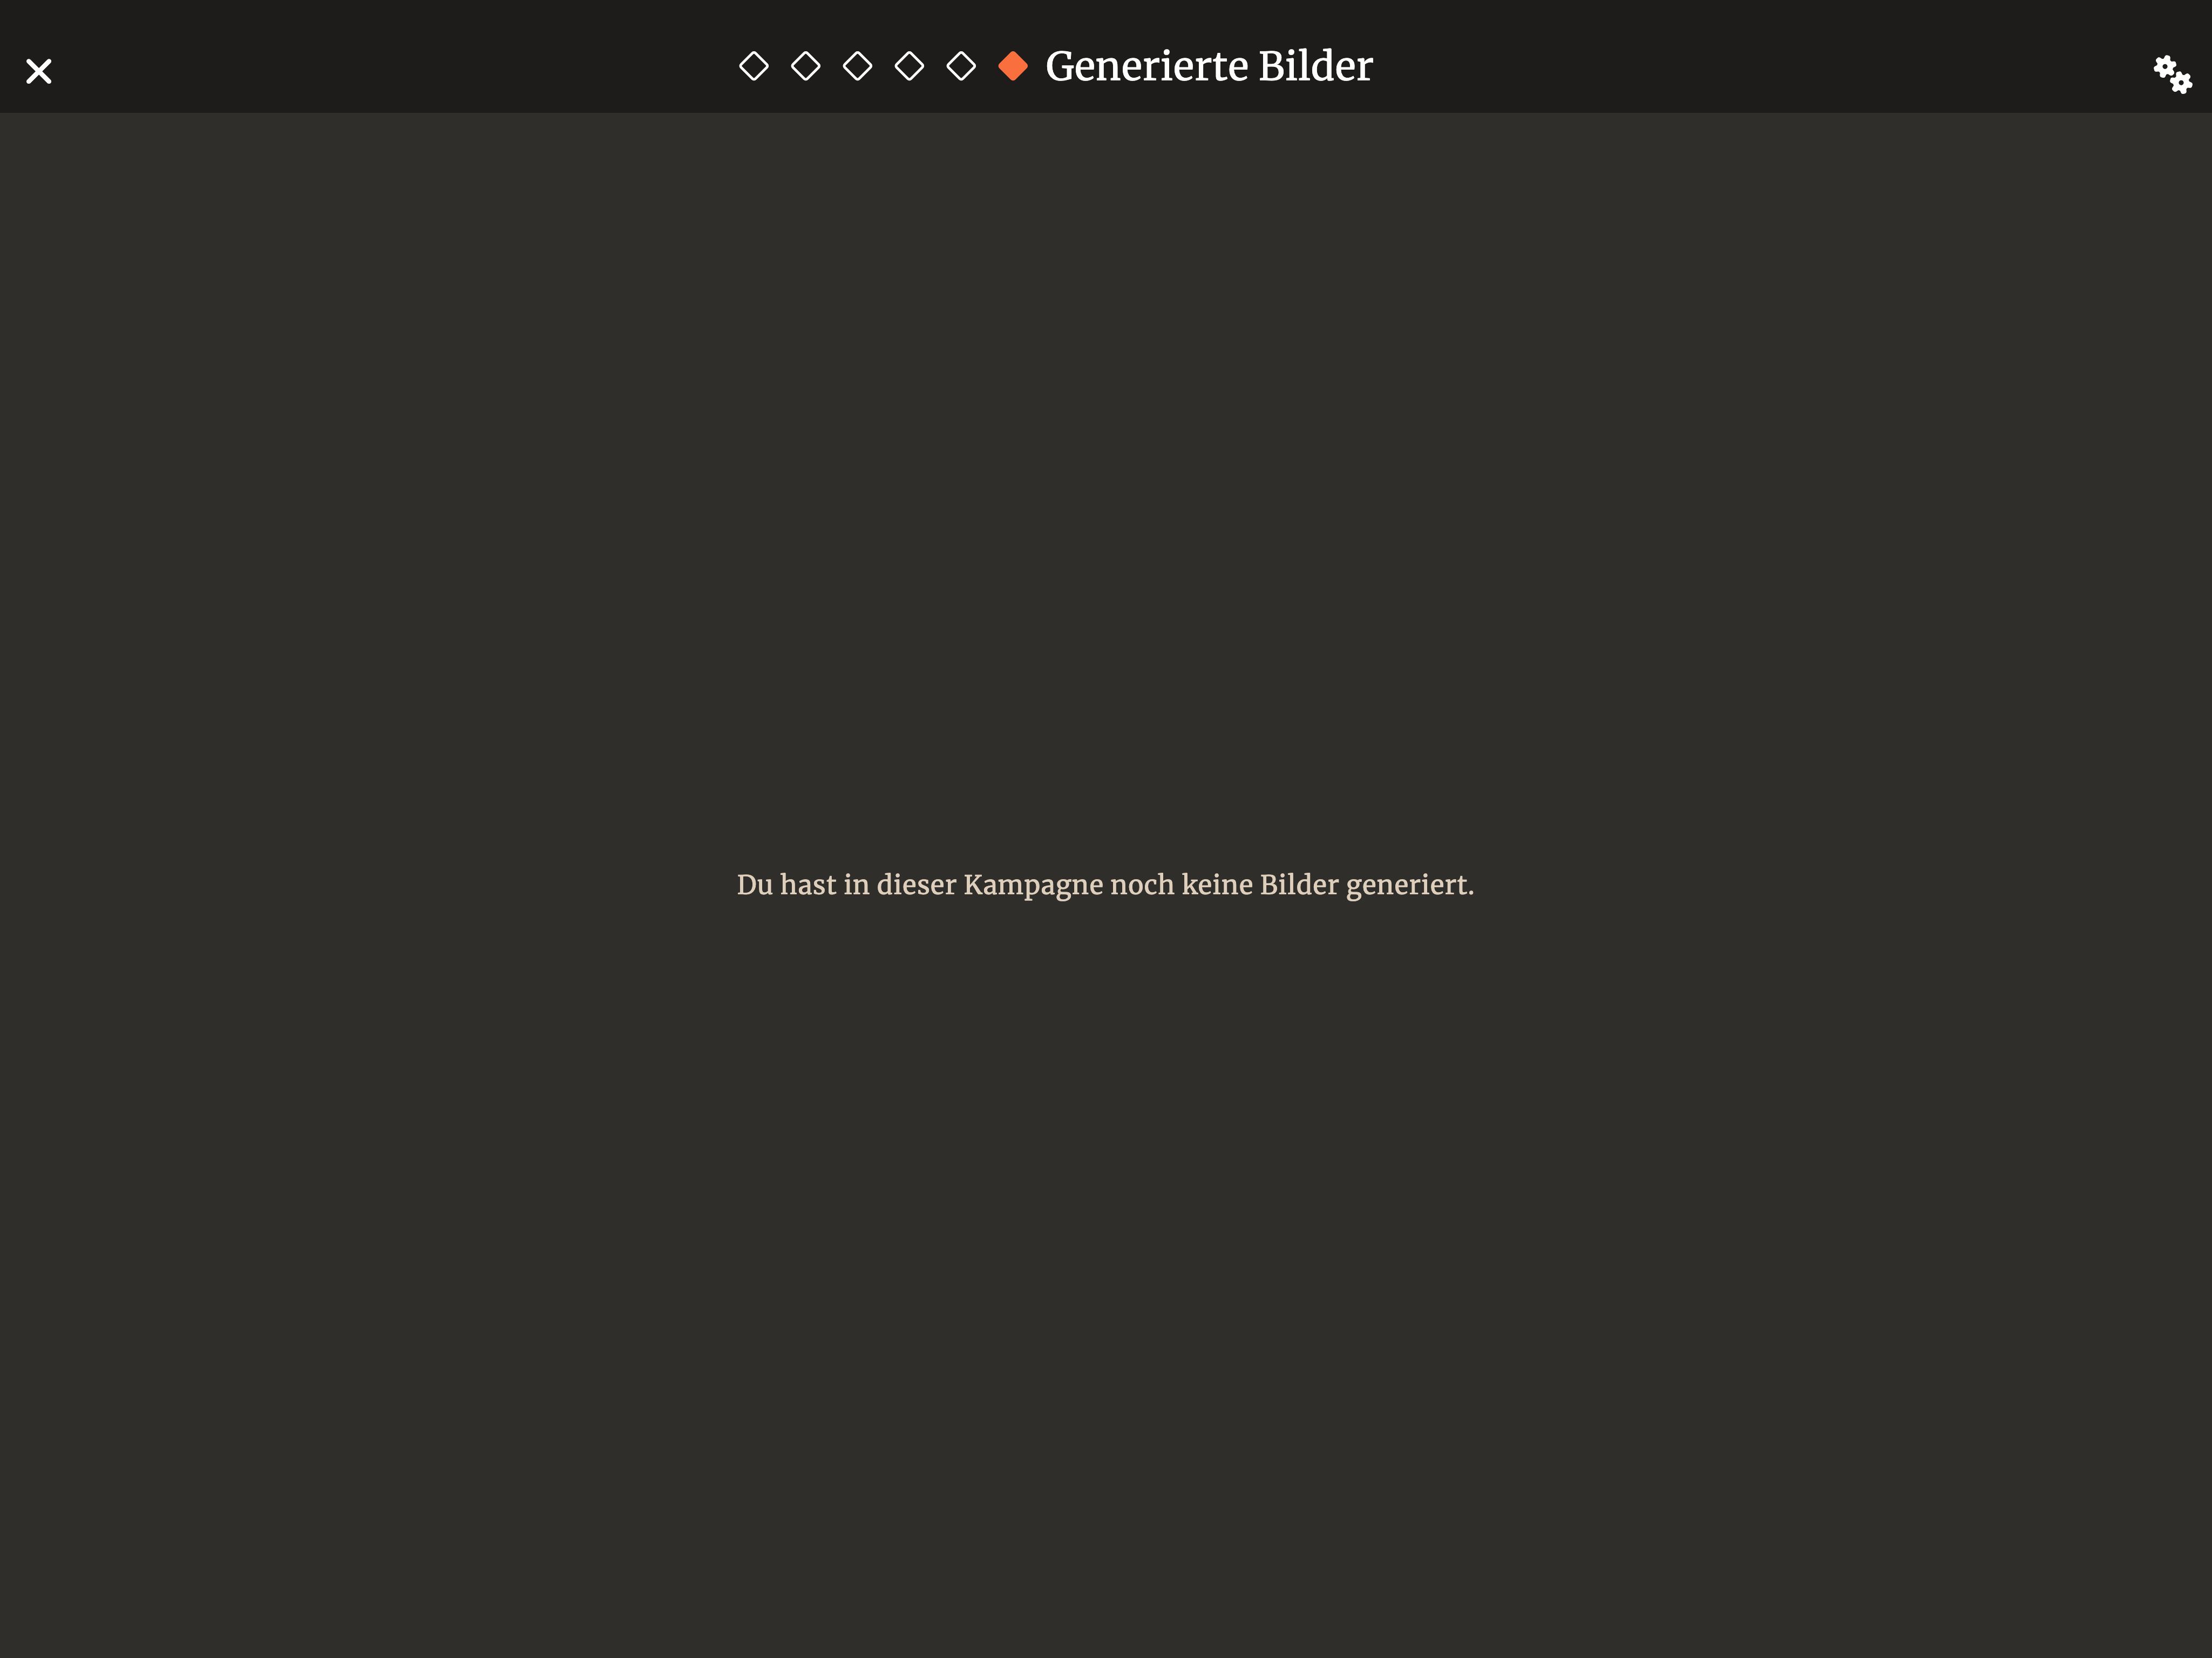 Generierte Bilder
Du hast in dieser Kampagne noch keine Bilder generiert.